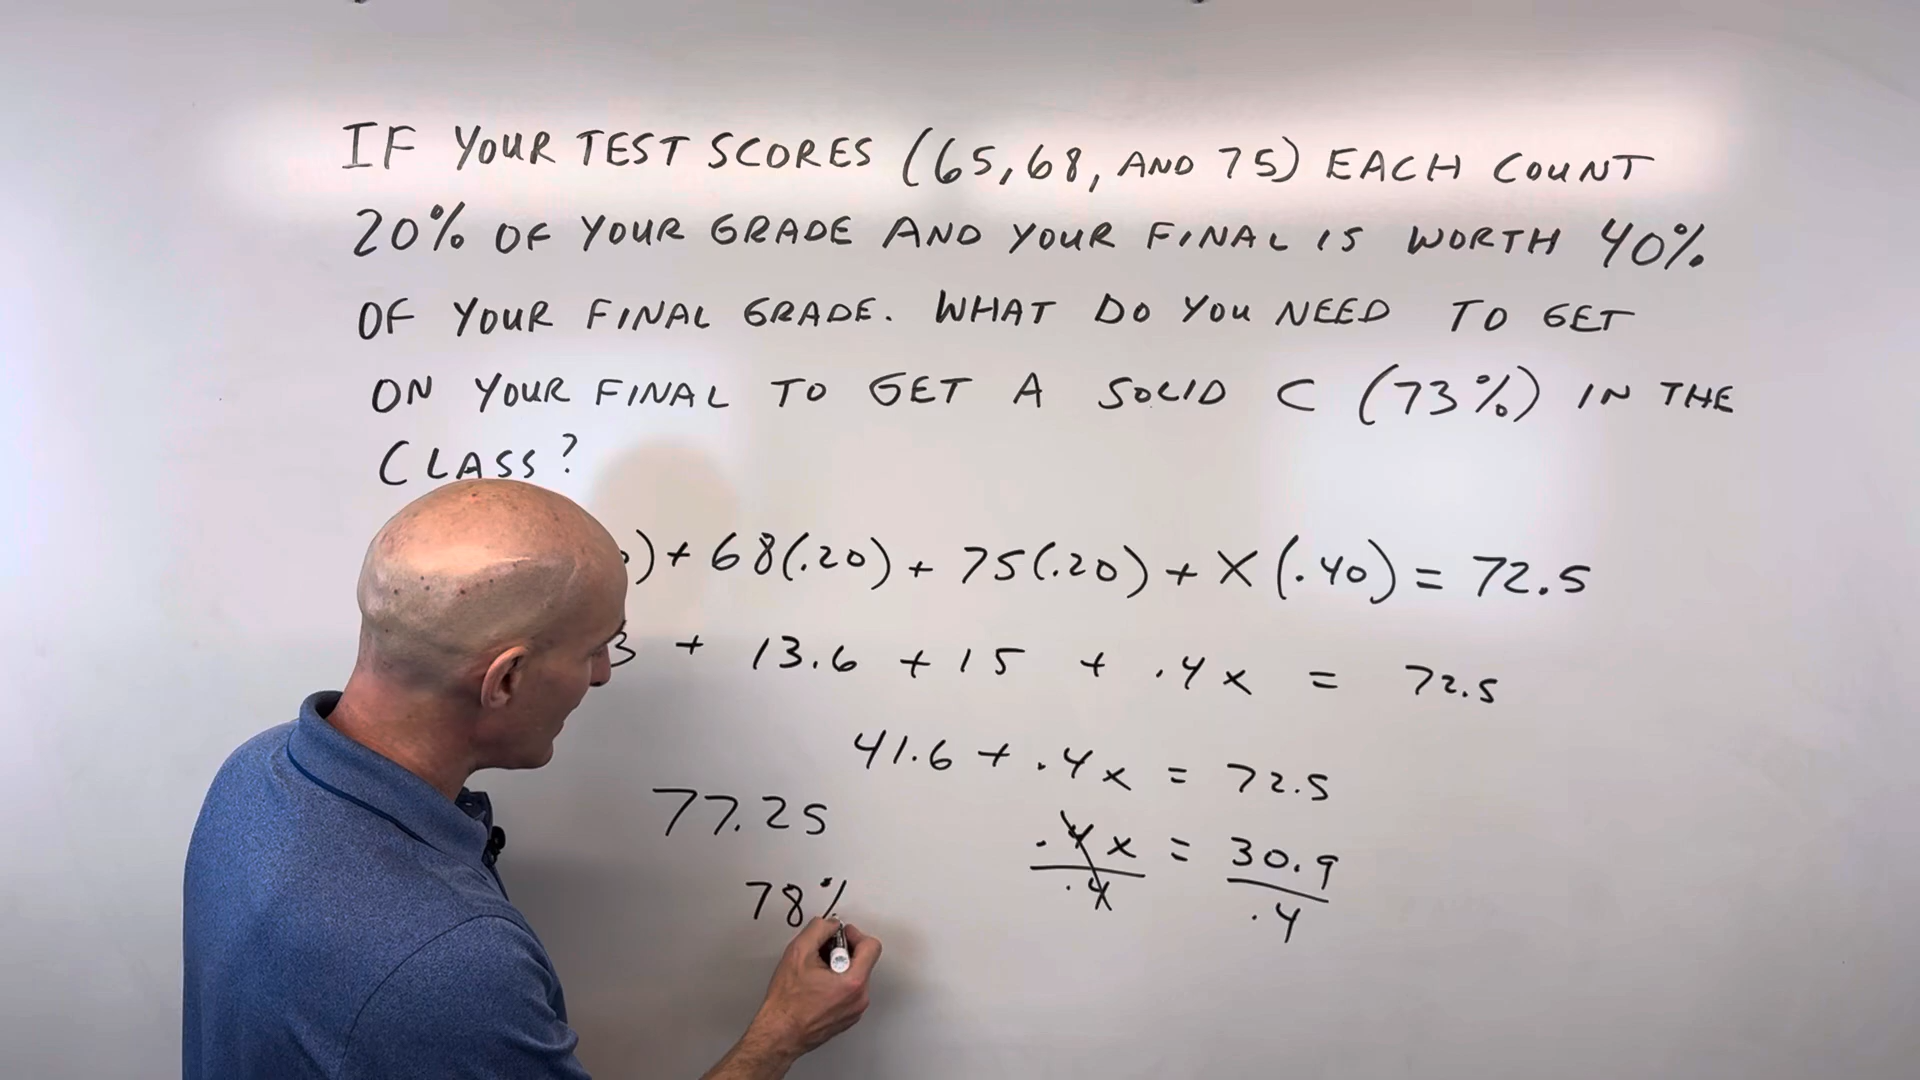 IF YOUR TEST SCORES (65, 68, AND 75) EACH COUNT
20% OF YOUR GRADE AND YOUR FINAL IS WORTH 40%
OF YOUR FINAL GRADE. WHAT DO YOU NEED TO GET
ON YOUR FINAL TO GET A SOLID C (73%) IN THE
CLASS?
) + 68(.20) + 75(.20) + X(.40) = 72.5
3 + 13.6 + 15 + .4x = 72.5
41.6 + .4x = 72.5
.4x = 30.9
.4 .4
77.25
78%